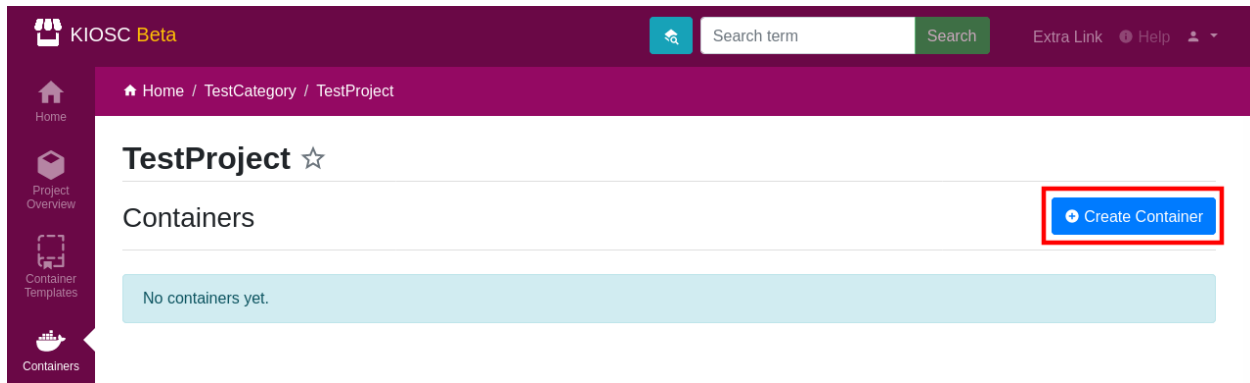 KIOSC Beta
Search term
Search
Extra Link
Help
Home
Home / TestCategory / TestProject
TestProject
Project
Overview
Containers
Create Container
Container
Templates
No containers yet.
Containers